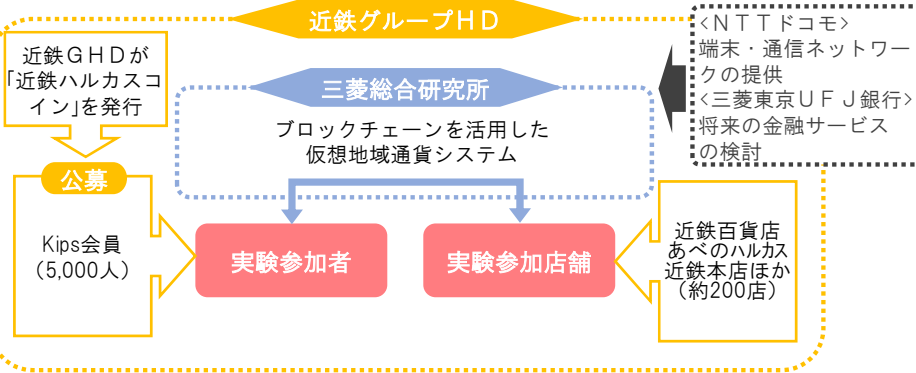 近鉄グループＨＤ
近鉄ＧＨＤが
｢近鉄ハルカスコ
イン｣を発行
三菱総合研究所
ブロックチェーンを活用した
仮想地域通貨システム
<ＮＴＴドコモ>
端末・通信ネットワー
クの提供
<三菱東京ＵＦＪ銀行>
将来の金融サービス
の検討
公募
Kips会員
（5,000人）
実験参加者
実験参加店舗
近鉄百貨店
あべのﾊﾙｶｽ
近鉄本店ほか
（約200店）